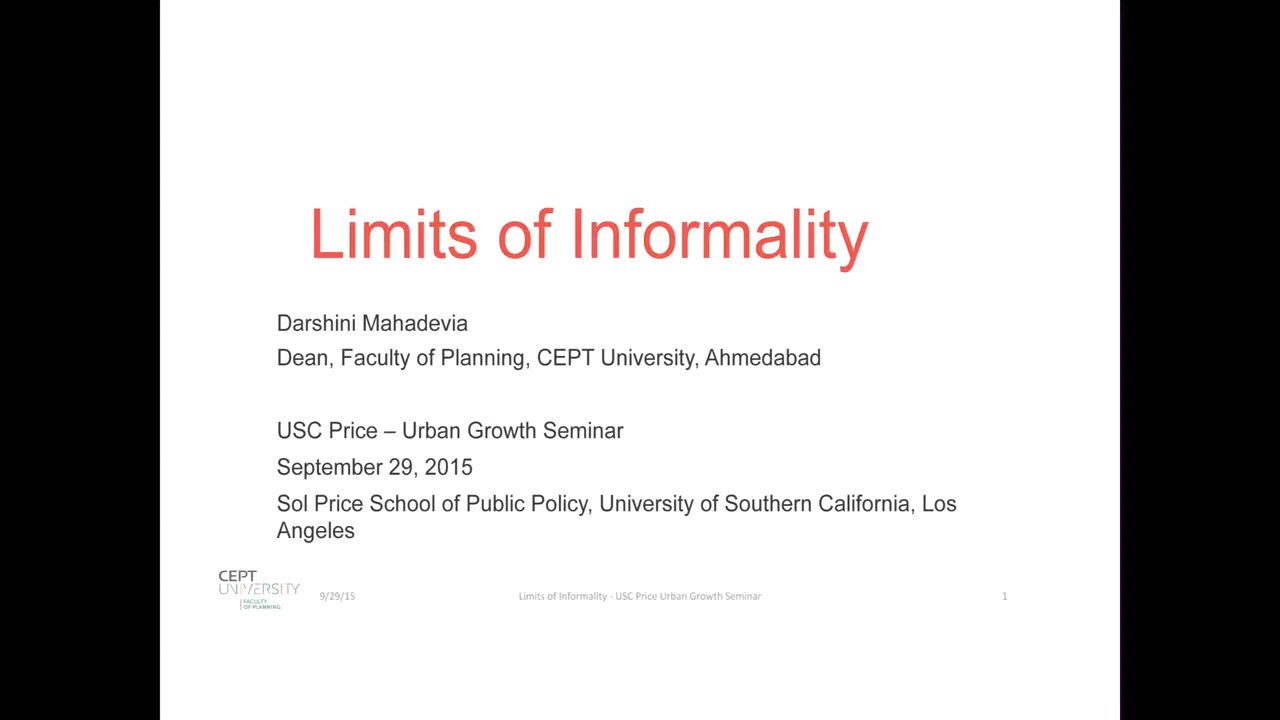 Limits of Informality
Darshini Mahadevia
Dean, Faculty of Planning, CEPT University, Ahmedabad
USC Price – Urban Growth Seminar
September 29, 2015
Sol Price School of Public Policy, University of Southern California, Los
Angeles
CEPT
UNIVERSITY
FACULTY
OF PLANNING
9/29/15
Limits of Informality - USC Price Urban Growth Seminar
1